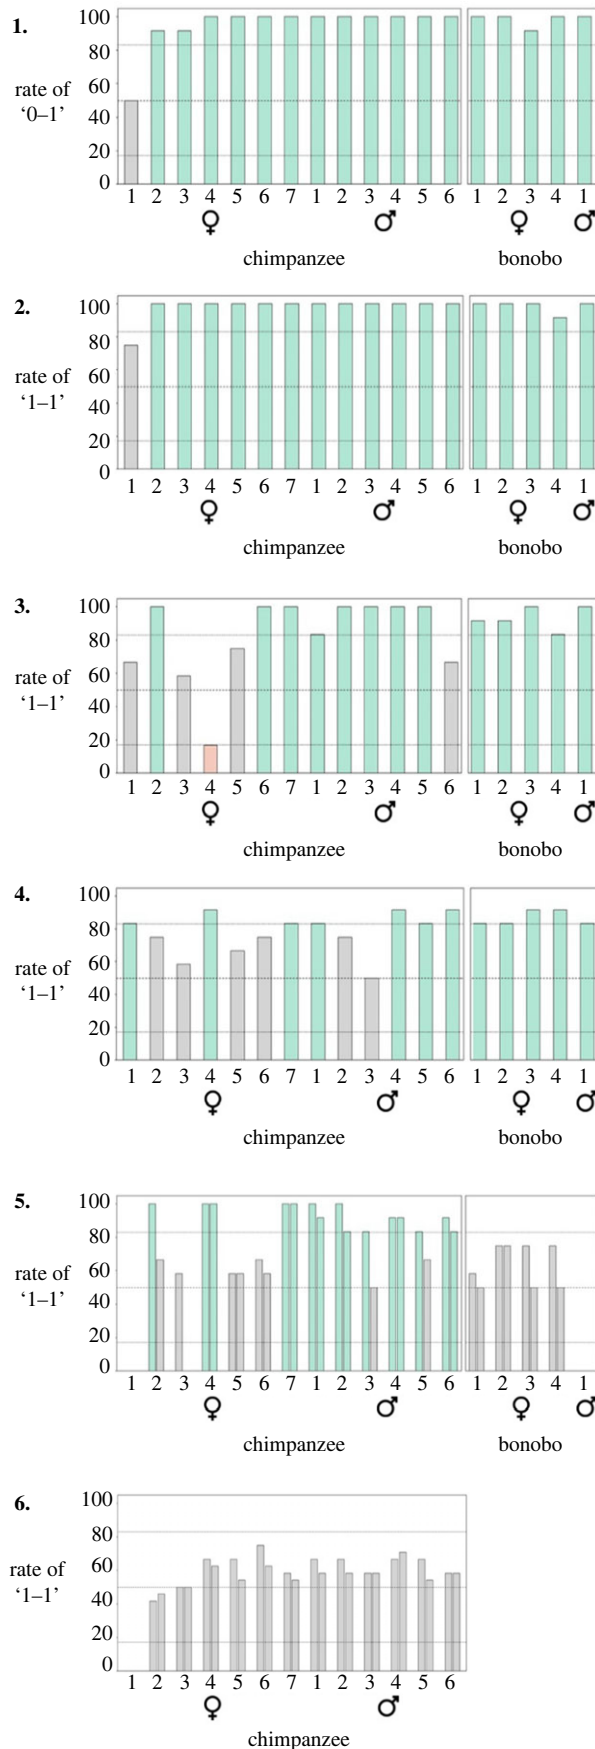 1.
100
80
rate of
60
‘0–1’
40
20
0
1 2 3 4 5 6 7 1 2 3 4 5 6 1 2 3 4 1
♀ ♂ ♀ ♂
chimpanzee bonobo
2.
100
80
rate of
60
‘1–1’
40
20
0
1 2 3 4 5 6 7 1 2 3 4 5 6 1 2 3 4 1
♀ ♂ ♀ ♂
chimpanzee bonobo
3.
100
80
rate of
60
‘1–1’
40
20
0
1 2 3 4 5 6 7 1 2 3 4 5 6 1 2 3 4 1
♀ ♂ ♀ ♂
chimpanzee bonobo
4.
100
80
rate of
60
‘1–1’
40
20
0
1 2 3 4 5 6 7 1 2 3 4 5 6 1 2 3 4 1
♀ ♂ ♀ ♂
chimpanzee bonobo
5.
100
80
rate of
60
‘1–1’
40
20
0
1 2 3 4 5 6 7 1 2 3 4 5 6 1 2 3 4 1
♀ ♂ ♀ ♂
chimpanzee bonobo
6.
100
80
rate of
60
‘1–1’
40
20
0
1 2 3 4 5 6 7 1 2 3 4 5 6
♀ ♂
chimpanzee